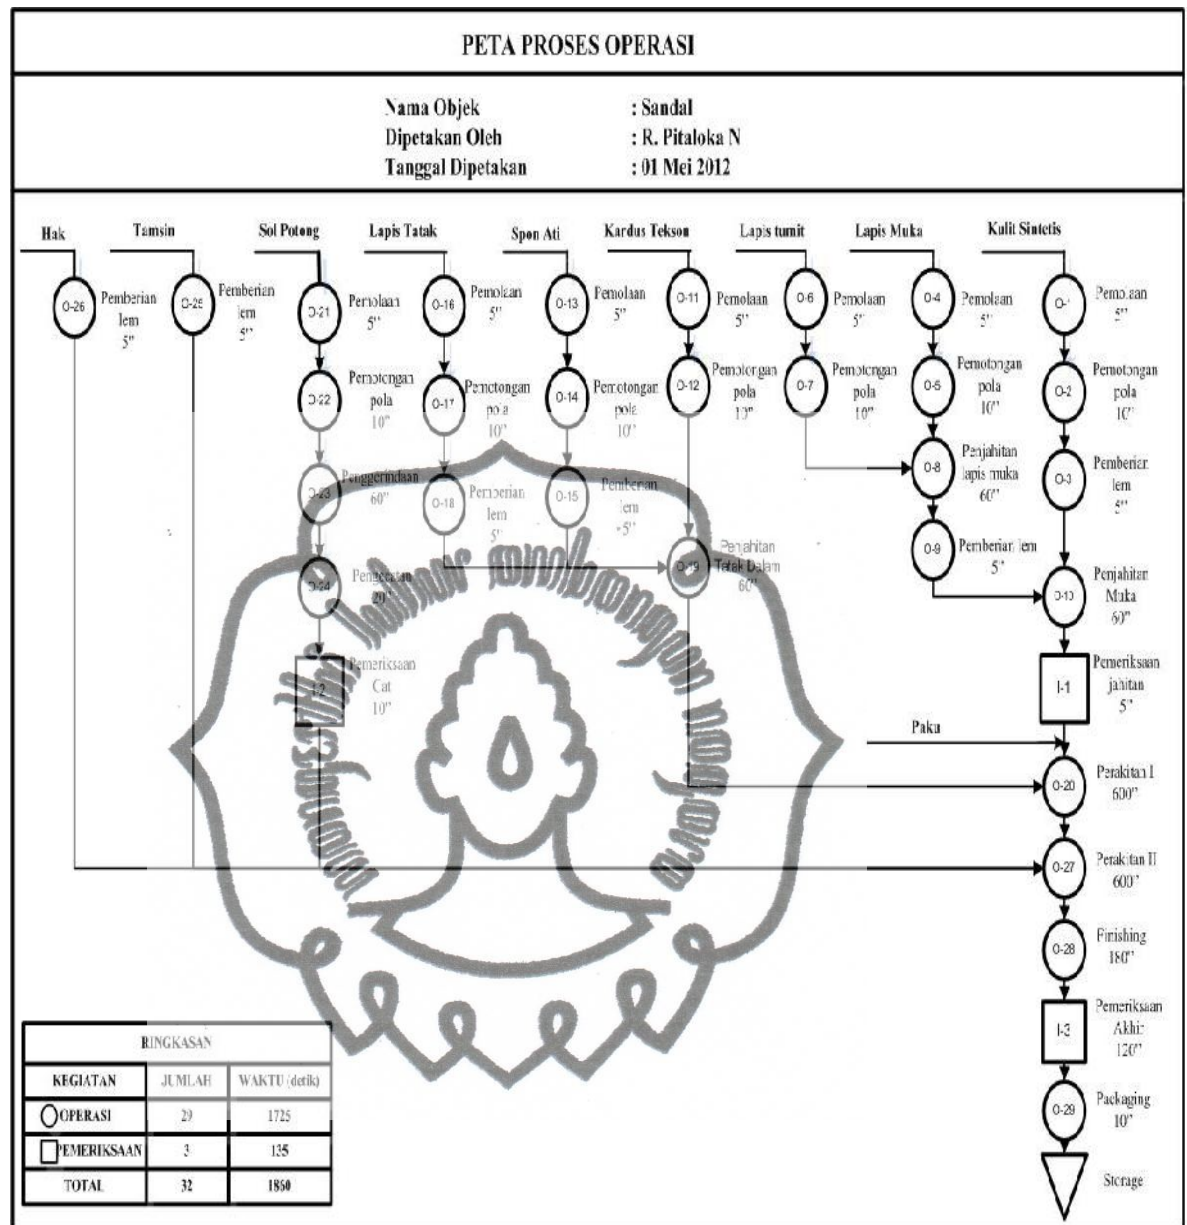 PETA PROSES OPERASI
Nama Objek : Sandal
Dipetakan Oleh : R. Pitaloka N
Tanggal Dipetakan : 01 Mei 2012
Hak
Tamsin
Sol Potong
Lapis Tatak
Spon Ati
Kardus Tekson
Lapis tumit
Lapis Muka
Kulit Sintetis
O-26
Pemberian
lem
5"
O-25
Pemberian
lem
5"
O-21
Pemolaan
5"
O-16
Pemolaan
5"
O-13
Pemolaan
5"
O-11
Pemolaan
5"
O-6
Pemolaan
5"
O-4
Pemolaan
5"
O-1
Pemolaan
5"
O-22
Pemotongan
pola
10"
O-17
Pemotongan
pola
10"
O-14
Pemotongan
pola
10"
O-12
Pemotongan
pola
10"
O-7
Pemotongan
pola
10"
O-5
Pemotongan
pola
10"
O-2
Pemotongan
pola
10"
O-23
Penggerindaan
60"
O-18
Pemberian
lem
5"
O-15
Pemberian
lem
5"
O-8
Penjahitan
lapis muka
60"
O-3
Pemberian
lem
5"
O-24
Pengecatan
20"
O-19
Penjahitan
Tatak Dalam
60"
O-9
Pemberian lem
5"
O-10
Penjahitan
Muka
60"
I-2
Pemeriksaan
Cat
10"
I-1
Pemeriksaan
jahitan
5"
Paku
O-20
Perakitan I
600"
O-27
Perakitan II
600"
O-28
Finishing
180"
I-3
Pemeriksaan
Akhir
120"
O-29
Packaging
10"
Storage
RINGKASAN
KEGIATAN JUMLAH WAKTU (detik)
OPERASI 29 1725
PEMERIKSAAN 3 135
TOTAL 32 1860